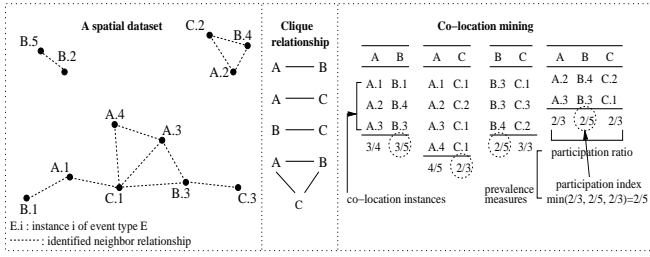 A spatial dataset
C.2
B.4
A.2
B.5
B.2
A.4
A.3
A.1
C.1
B.3
C.3
B.1
E.i : instance i of event type E
: identified neighbor relationship
Clique
relationship
A B
A C
B C
A B
C
Co-location mining
A B
A.1 B.1
A.2 B.4
A.3 B.3
3/4 3/5
A C
A.1 C.1
A.2 C.2
A.3 C.1
A.4 C.1
4/5 2/3
B C
B.3 C.1
B.3 C.3
B.4 C.2
2/5 3/3
A B C
A.2 B.4 C.2
A.3 B.3 C.1
2/3 2/5 2/3
participation ratio
co-location instances
prevalence
measures
participation index
min(2/3, 2/5, 2/3)=2/5